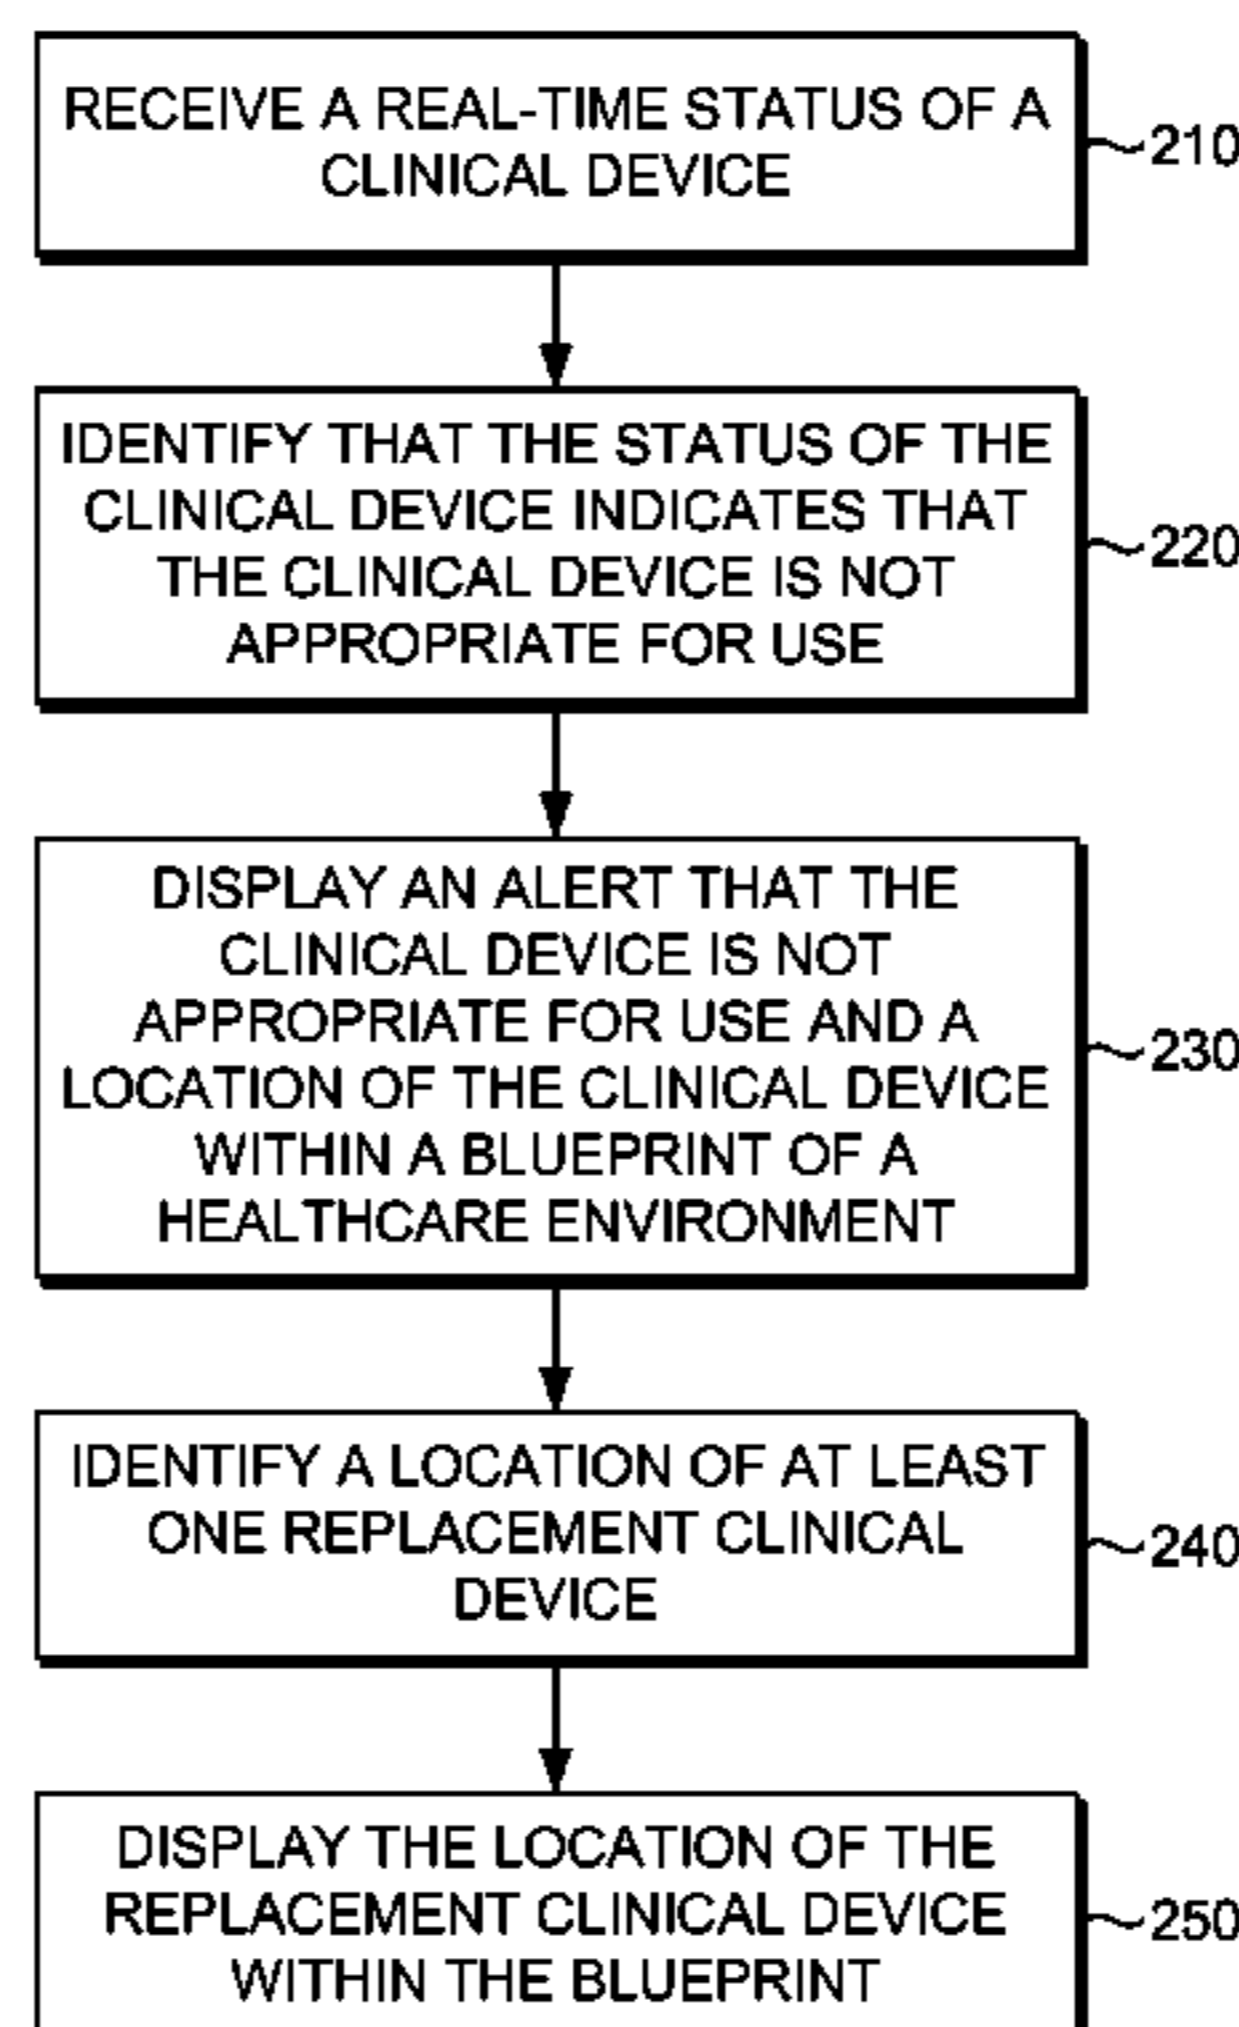 RECEIVE A REAL-TIME STATUS OF A
CLINICAL DEVICE
210
IDENTIFY THAT THE STATUS OF THE
CLINICAL DEVICE INDICATES THAT
THE CLINICAL DEVICE IS NOT
APPROPRIATE FOR USE
220
DISPLAY AN ALERT THAT THE
CLINICAL DEVICE IS NOT
APPROPRIATE FOR USE AND A
LOCATION OF THE CLINICAL DEVICE
WITHIN A BLUEPRINT OF A
HEALTHCARE ENVIRONMENT
230
IDENTIFY A LOCATION OF AT LEAST
ONE REPLACEMENT CLINICAL
DEVICE
240
DISPLAY THE LOCATION OF THE
REPLACEMENT CLINICAL DEVICE
WITHIN THE BLUEPRINT
250